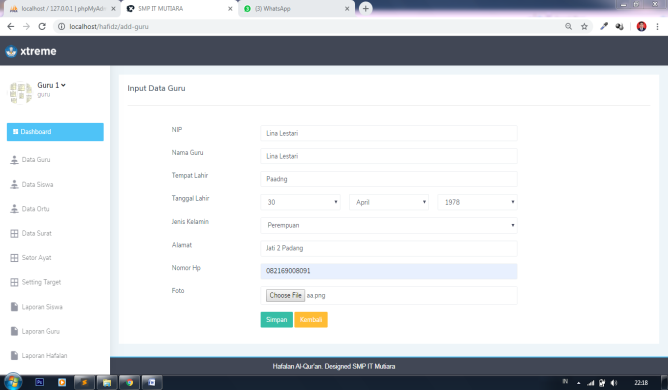 localhost / 127.0.0.1 | phpMyAd
SMP IT MUTIARA
(3) WhatsApp
localhost/hafidz/add-guru
xtreme
Guru 1
guru
Dashboard
Data Guru
Data Siswa
Data Ortu
Data Surat
Setor Ayat
Setting Target
Laporan Siswa
Laporan Guru
Laporan Hafalan
Input Data Guru
NIP
Lina Lestari
Nama Guru
Lina Lestari
Tempat Lahir
Paadng
Tanggal Lahir
30
April
1978
Jenis Kelamin
Perempuan
Alamat
Jati 2 Padang
Nomor Hp
082169008091
Foto
Choose File aa.png
Simpan
Kembali
Hafalan Al-Qur'an. Designed SMP IT Mutiara
IN
22:18